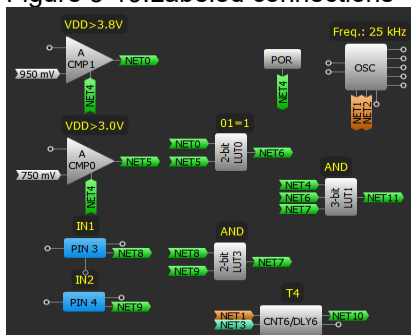 Figure 8-13.Labeled connections
VDD>3.8V
Freq.: 25 kHz
A
CMP1
NET0
950 mV
NET4
POR
NET4
OSC
NET1
NET2
VDD>3.0V
01=1
A
CMP0
NET5
750 mV
NET4
NET0
NET5
2-bit
LUT0
NET6
AND
NET4
NET6
NET7
3-bit
LUT1
NET11
IN1
PIN 3
NET8
AND
NET8
NET9
2-bit
LUT3
NET7
IN2
PIN 4
NET9
T4
NET1
NET3
CNT6/DLY6
NET10